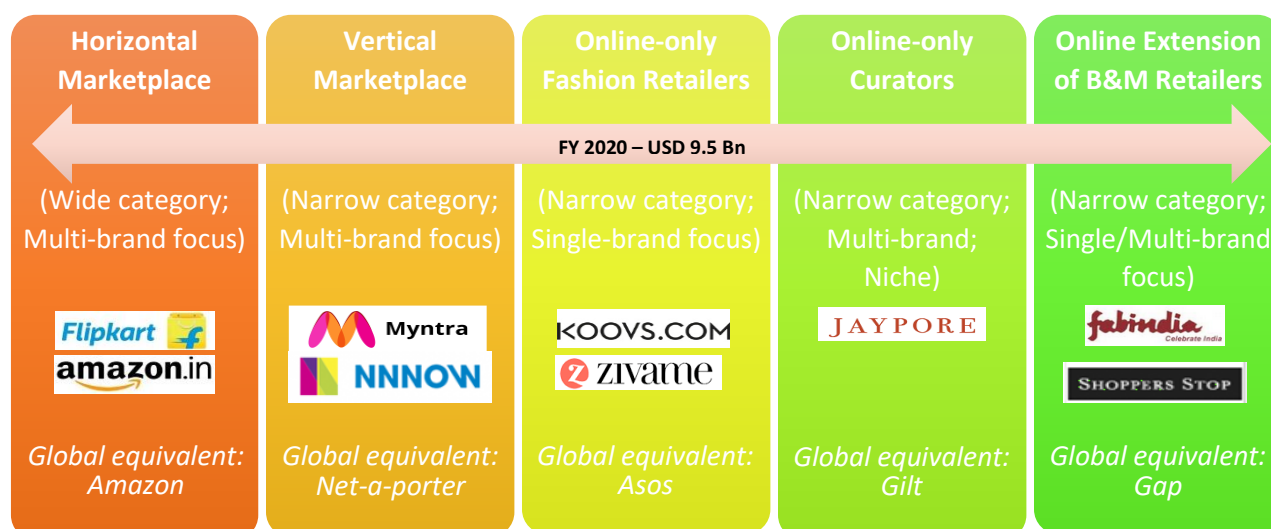 Horizontal
Marketplace
Vertical
Marketplace
Online-only
Fashion Retailers
Online-only
Curators
Online Extension
of B&M Retailers
FY 2020 – USD 9.5 Bn
(Wide category;
Multi-brand focus)
(Narrow category;
Multi-brand focus)
(Narrow category;
Single-brand focus)
(Narrow category;
Multi-brand;
Niche)
(Narrow category;
Single/Multi-brand
focus)
Flipkart
amazon.in
Myntra
NNNOW
KOOVS.COM
zivame
JAYPORE
fabindia
Celebrate India
SHOPPERS STOP
Global equivalent:
Amazon
Global equivalent:
Net-a-porter
Global equivalent:
Asos
Global equivalent:
Gilt
Global equivalent:
Gap